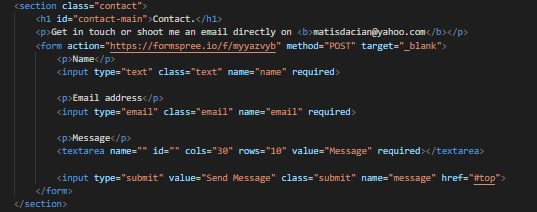 <section class="contact">
<h1 id="contact-main">Contact.</h1>
<p>Get in touch or shoot me an email directly on <b>matisdacian@yahoo.com</b></p>
<form action="https://formspree.io/f/myyazvyb" method="POST" target="_blank">
<p>Name</p>
<input type="text" class="text" name="name" required>
<p>Email address</p>
<input type="email" class="email" name="email" required>
<p>Message</p>
<textarea name="" id="" cols="30" rows="10" value="Message" required></textarea>
<input type="submit" value="Send Message" class="submit" name="message" href="#top">
</form>
</section>